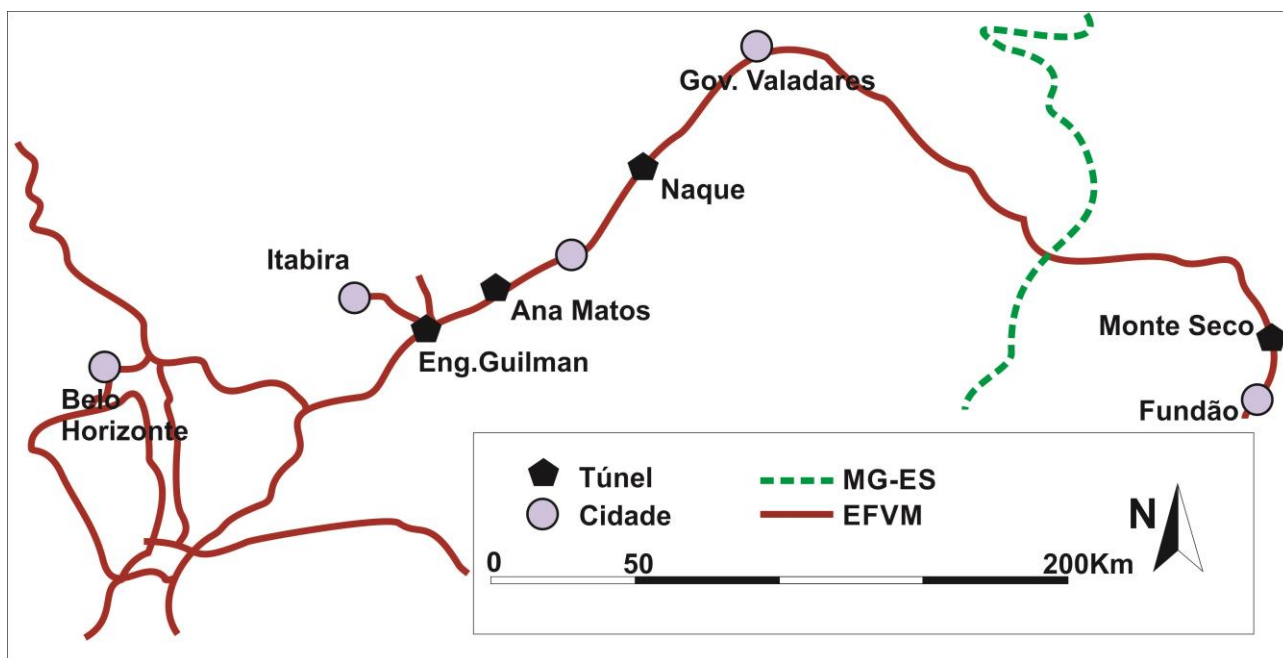 Gov. Valadares
Naque
Itabira
Ana Matos
Eng.Guilman
Monte Seco
Belo
Horizonte
Fundão
Túnel
MG-ES
Cidade
EFVM
N
0
50
200Km